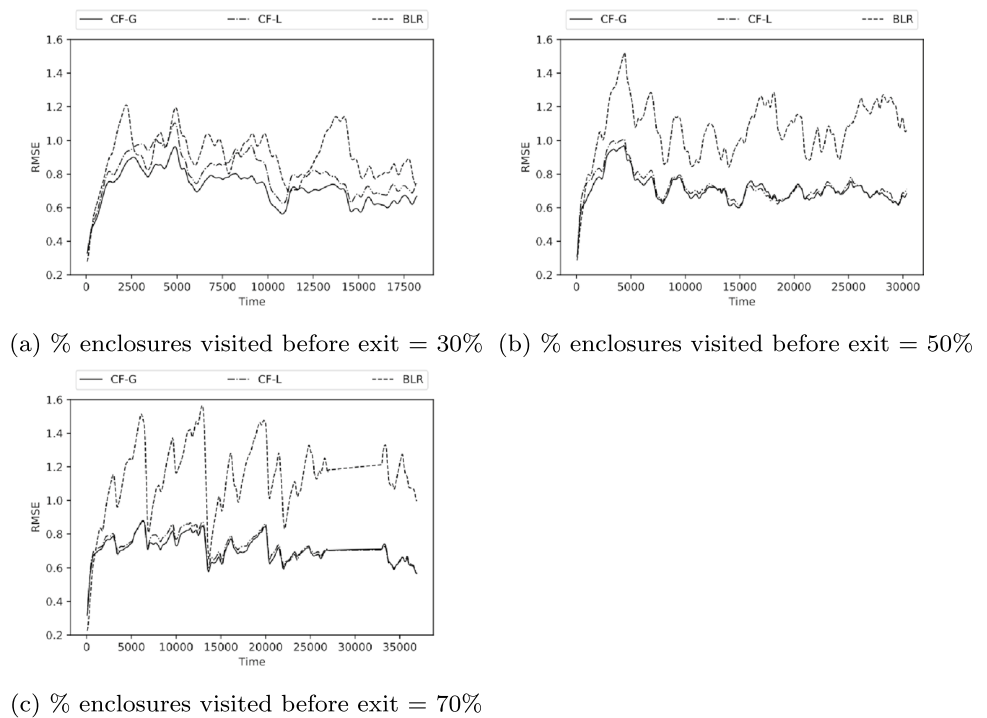 CF-G CF-L BLR
1.6
1.4
1.2
1.0
0.8
0.6
0.4
0.2
RMSE
0 2500 5000 7500 10000 12500 15000 17500
Time
(a) % enclosures visited before exit = 30%
CF-G CF-L BLR
1.6
1.4
1.2
1.0
0.8
0.6
0.4
0.2
RMSE
0 5000 10000 15000 20000 25000 30000
Time
(b) % enclosures visited before exit = 50%
CF-G CF-L BLR
1.6
1.4
1.2
1.0
0.8
0.6
0.4
0.2
RMSE
0 5000 10000 15000 20000 25000 30000 35000
Time
(c) % enclosures visited before exit = 70%